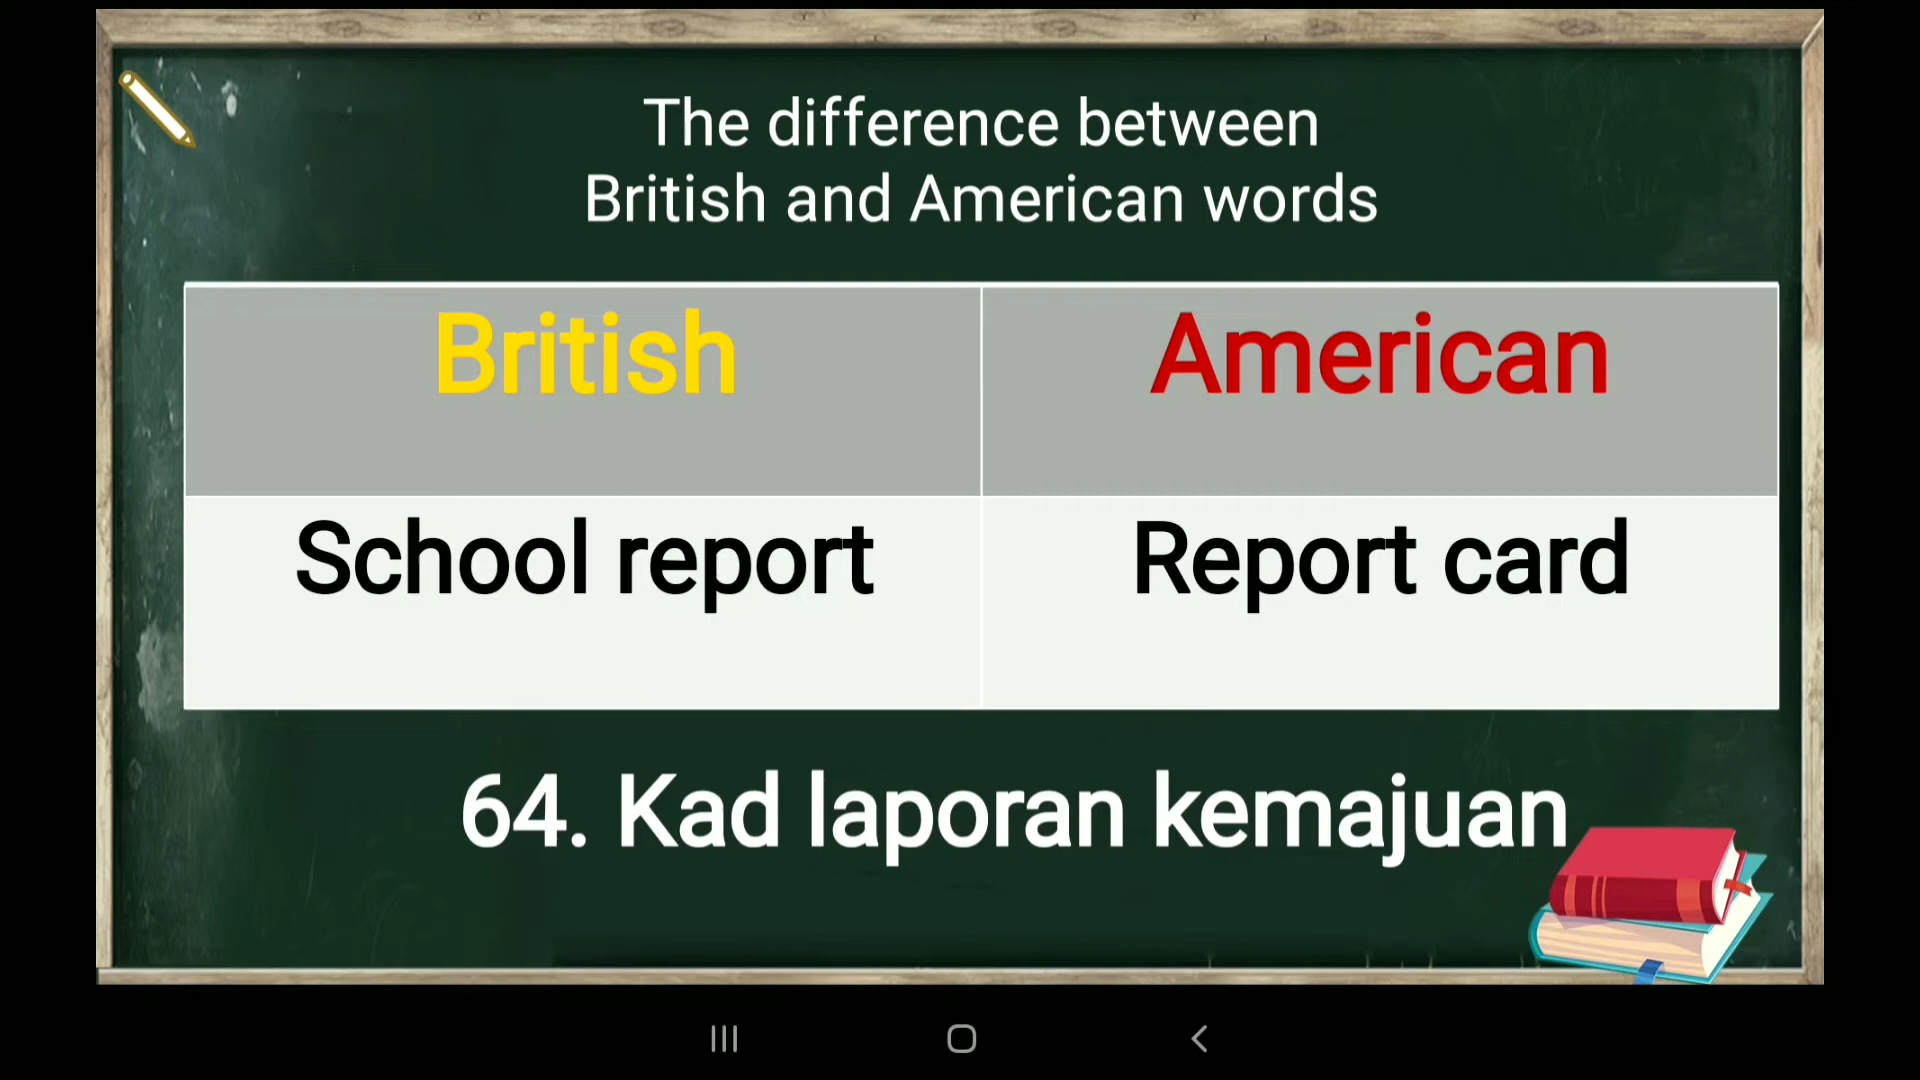 The difference between
British and American words
British
American
School report
Report card
64. Kad laporan kemajuan